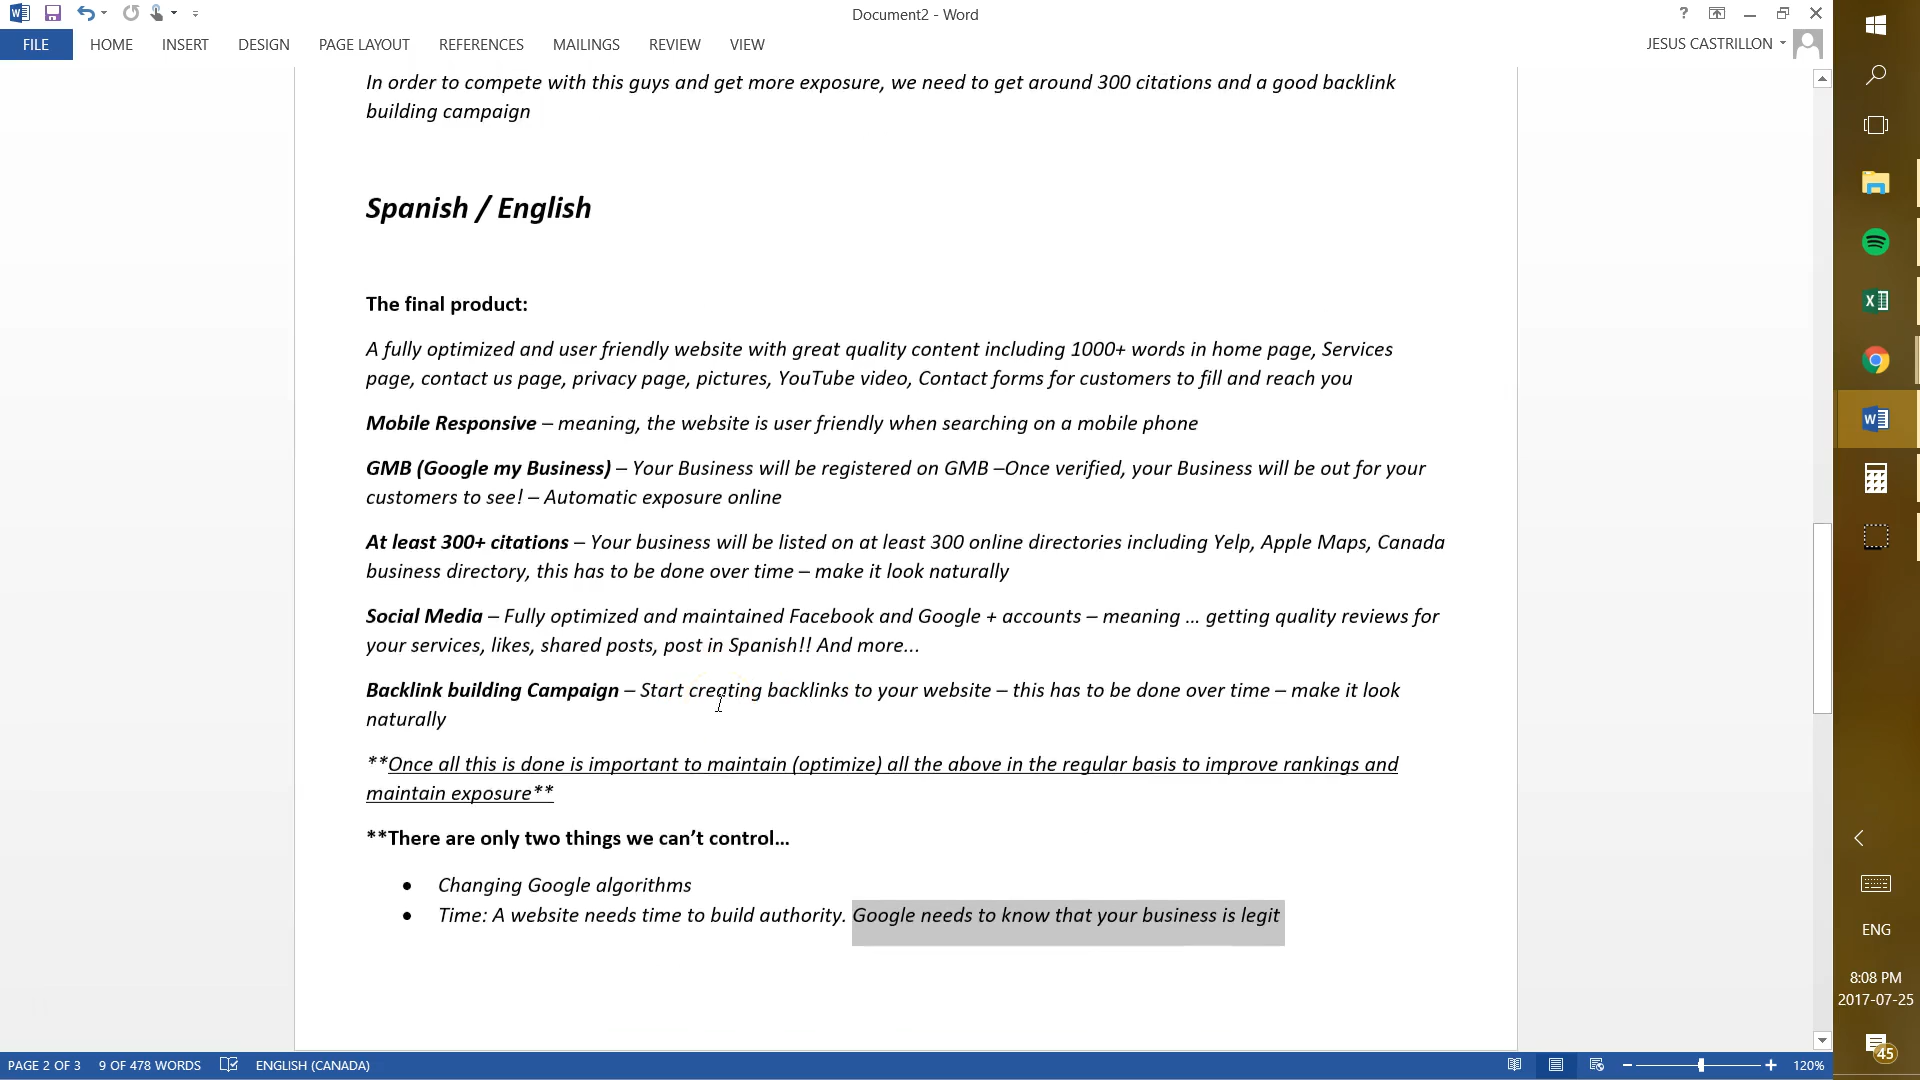 Document2 - Word
?
FILE HOME INSERT DESIGN PAGE LAYOUT REFERENCES MAILINGS REVIEW VIEW
JESUS CASTRILLON
In order to compete with this guys and get more exposure, we need to get around 300 citations and a good backlink
building campaign
Spanish / English
The final product:
A fully optimized and user friendly website with great quality content including 1000+ words in home page, Services
page, contact us page, privacy page, pictures, YouTube video, Contact forms for customers to fill and reach you
Mobile Responsive – meaning, the website is user friendly when searching on a mobile phone
GMB (Google my Business) – Your Business will be registered on GMB –Once verified, your Business will be out for your
customers to see! – Automatic exposure online
At least 300+ citations – Your business will be listed on at least 300 online directories including Yelp, Apple Maps, Canada
business directory, this has to be done over time – make it look naturally
Social Media – Fully optimized and maintained Facebook and Google + accounts – meaning … getting quality reviews for
your services, likes, shared posts, post in Spanish!! And more...
Backlink building Campaign – Start creating backlinks to your website – this has to be done over time – make it look
naturally
**Once all this is done is important to maintain (optimize) all the above in the regular basis to improve rankings and
maintain exposure**
**There are only two things we can’t control…
• Changing Google algorithms
• Time: A website needs time to build authority. Google needs to know that your business is legit
ENG
8:08 PM
2017-07-25
45
PAGE 2 OF 3 9 OF 478 WORDS ENGLISH (CANADA) 120%